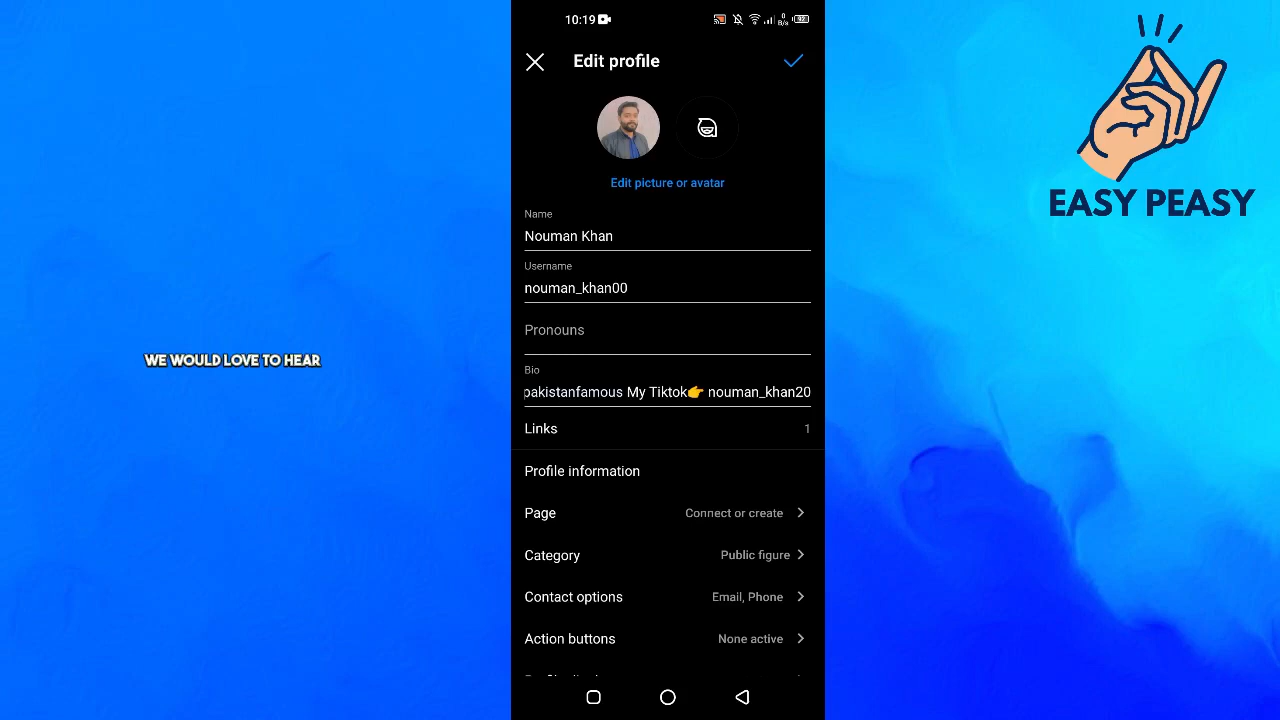 10:19
0
B/s
92
Edit profile
Edit picture or avatar
Name
Nouman Khan
Username
nouman_khan00
Pronouns
Bio
pakistanfamous My Tiktok👉 nouman_khan20
Links 1
Profile information
Page Connect or create
Category Public figure
Contact options Email, Phone
Action buttons None active
WE WOULD LOVE TO HEAR
EASY PEASY